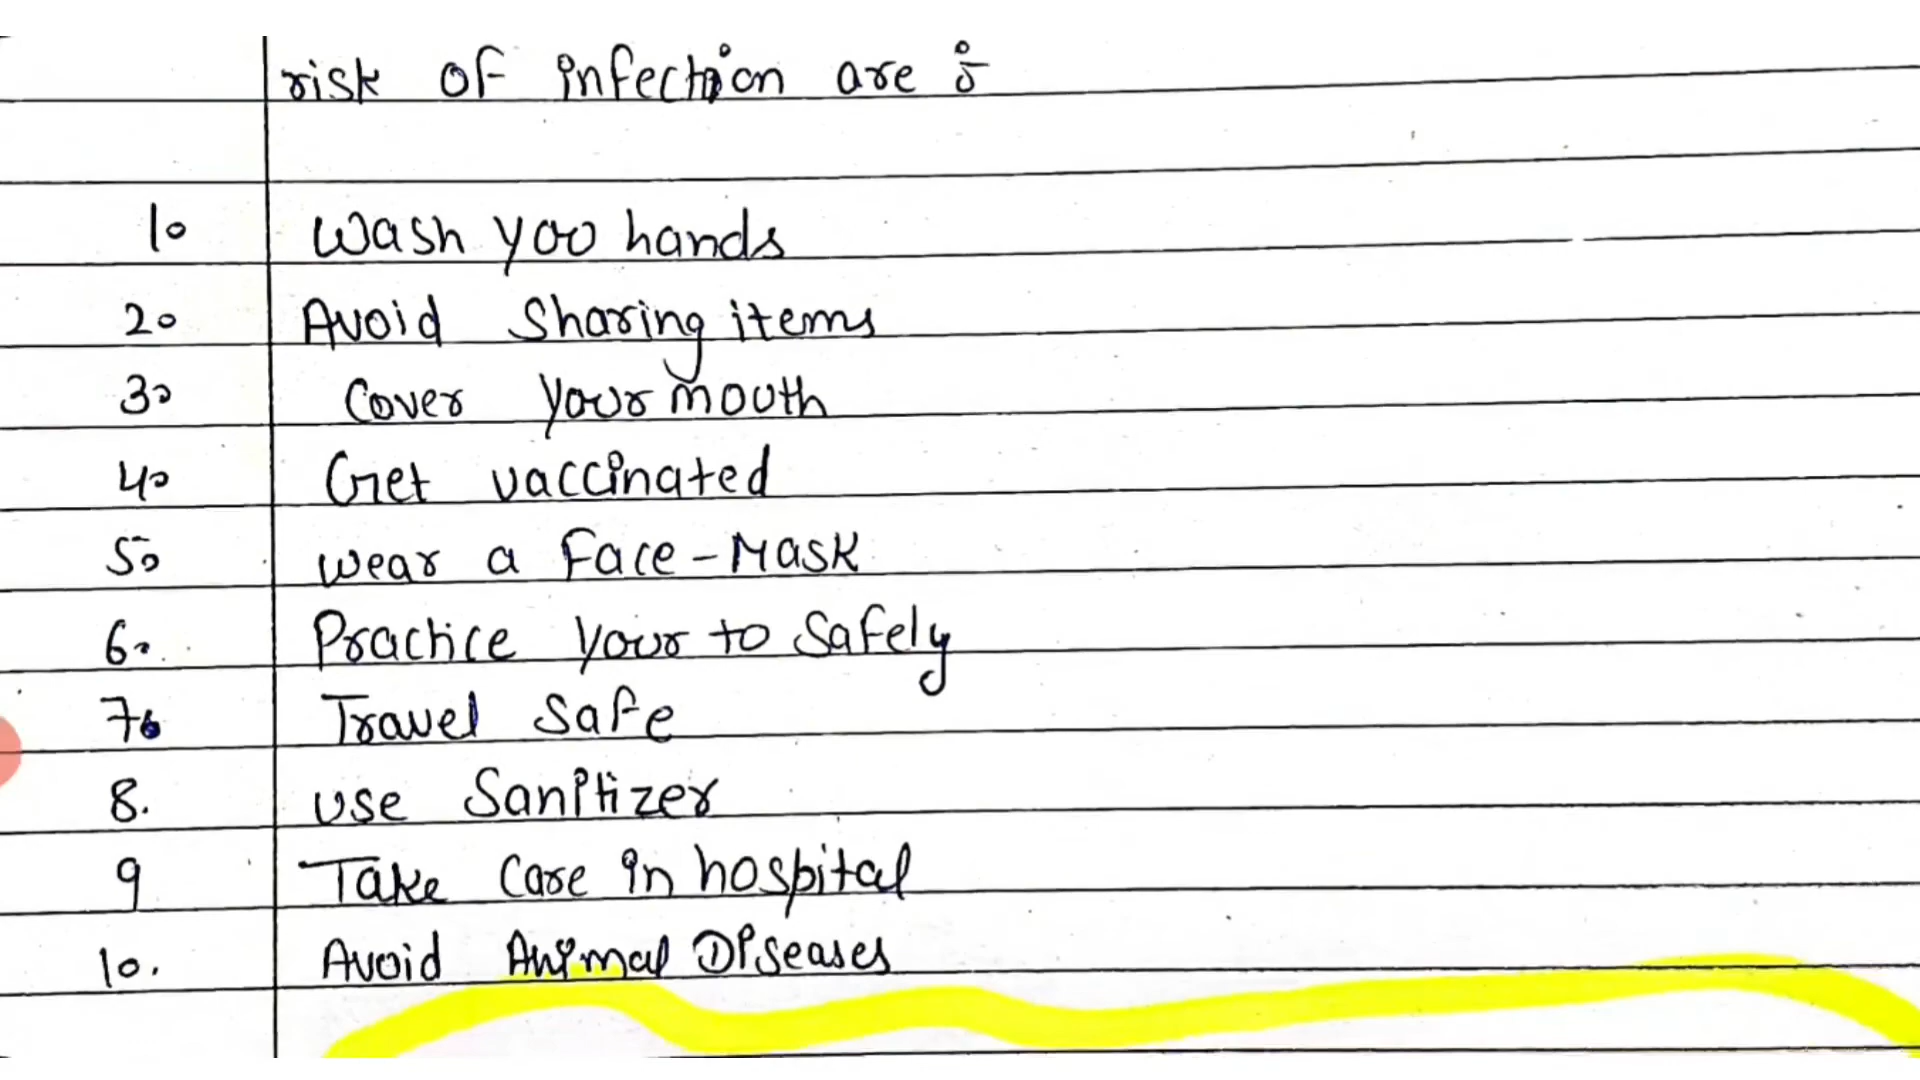 risk of infection are :-
1. Wash you hands
2. Avoid Sharing items
3. Cover your mouth
4. Get vaccinated
5. wear a Face-Mask
6. Practice your to Safely
7. Travel Safe
8. use Sanitizer
9 Take Care in hospital
10. Avoid Animal Diseases